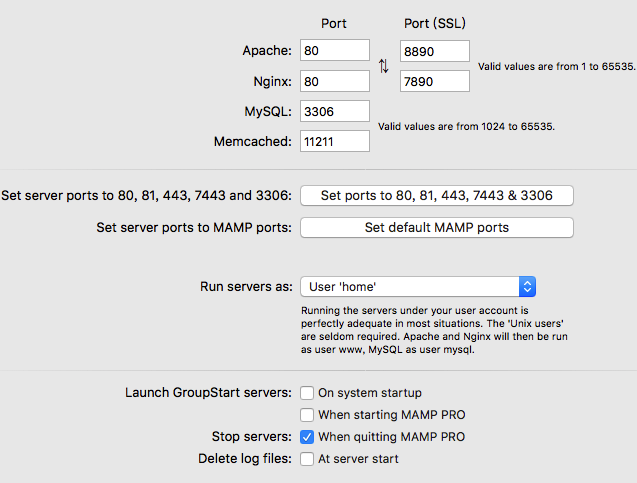 Port Port (SSL)
Apache: 80 8890
Valid values are from 1 to 65535.
Nginx: 80 7890
MySQL: 3306
Valid values are from 1024 to 65535.
Memcached: 11211
Set server ports to 80, 81, 443, 7443 and 3306: Set ports to 80, 81, 443, 7443 & 3306
Set server ports to MAMP ports: Set default MAMP ports
Run servers as: User 'home'
Running the servers under your user account is
perfectly adequate in most situations. The 'Unix users'
are seldom required. Apache and Nginx will then be run
as user www, MySQL as user mysql.
Launch GroupStart servers: On system startup
When starting MAMP PRO
Stop servers: When quitting MAMP PRO
Delete log files: At server start